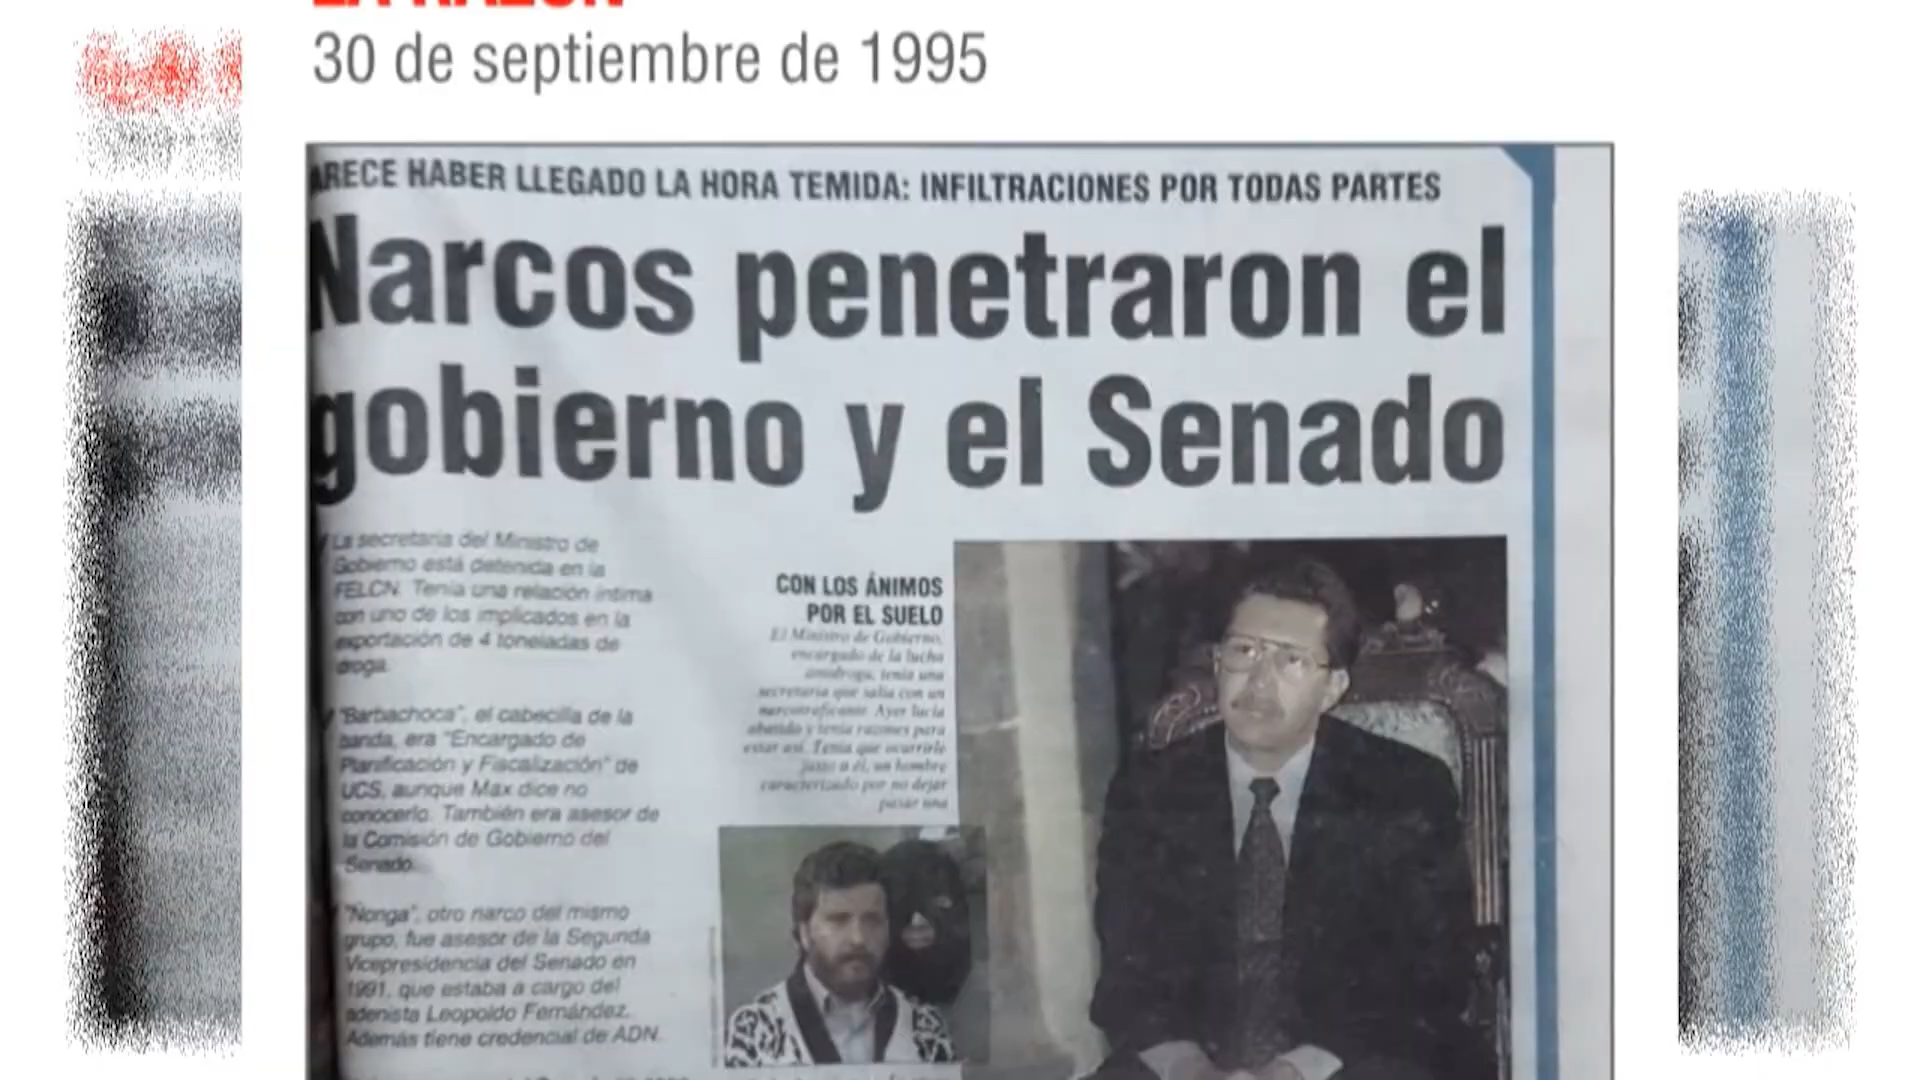 LA RAZÓN
30 de septiembre de 1995
ARECE HABER LLEGADO LA HORA TEMIDA: INFILTRACIONES POR TODAS PARTES
Narcos penetraron el
gobierno y el Senado
La secretaria del Ministro de
Gobierno está detenida en la
FELCN. Tenía una relación íntima
con uno de los implicados en la
exportación de 4 toneladas de
droga.
"Barbachoca", el cabecilla de la
banda, era "Encargado de
Planificación y Fiscalización" de
UCS, aunque Max dice no
conocerlo. También era asesor de
la Comisión de Gobierno del
Senado.
"Nonga", otro narco del mismo
grupo, fue asesor de la Segunda
Vicepresidencia del Senado en
1991, que estaba a cargo del
adenista Leopoldo Fernández.
Además tiene credencial de ADN.
CON LOS ÁNIMOS
POR EL SUELO
El Ministro de Gobierno,
encargado de la lucha
antidroga, tenía una
secretaria que salía con un
narcotraficante. Ayer lucía
abatido y tenía razones para
estar así. Tenía que ocurrirle
justo a él, un hombre
caracterizado por no dejar
pasar una